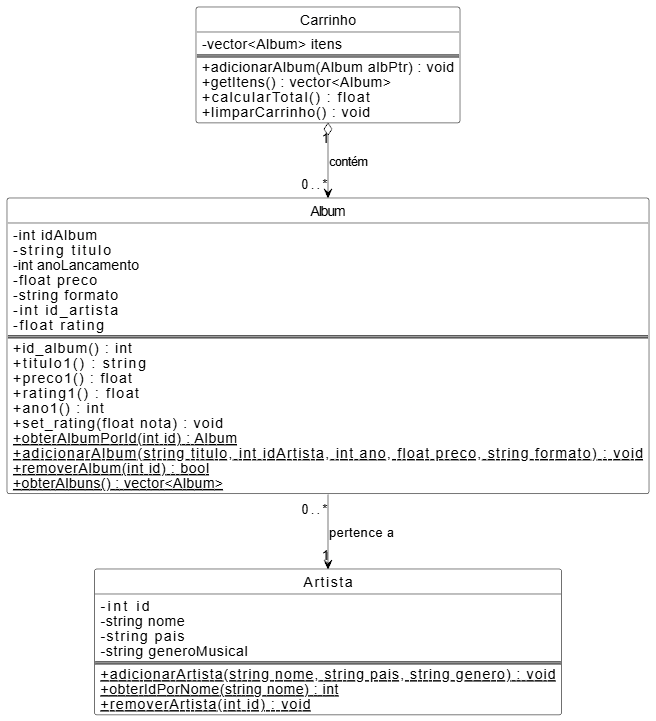 Carrinho
-vector<Album> itens
+adicionarAlbum(Album albPtr) : void
+getItens() : vector<Album>
+calcularTotal() : float
+limparCarrinho() : void
1
contém
0..*
Album
-int idAlbum
-string titulo
-int anoLancamento
-float preco
-string formato
-int id_artista
-float rating
+id_album() : int
+titulo1() : string
+preco1() : float
+rating1() : float
+ano1() : int
+set_rating(float nota) : void
+obterAlbumPorId(int id) : Album
+adicionarAlbum(string titulo, int idArtista, int ano, float preco, string formato) : void
+removerAlbum(int id) : bool
+obterAlbuns() : vector<Album>
0..*
pertence a
1
Artista
-int id
-string nome
-string pais
-string generoMusical
+adicionarArtista(string nome, string pais, string genero) : void
+obterIdPorNome(string nome) : int
+removerArtista(int id) : void